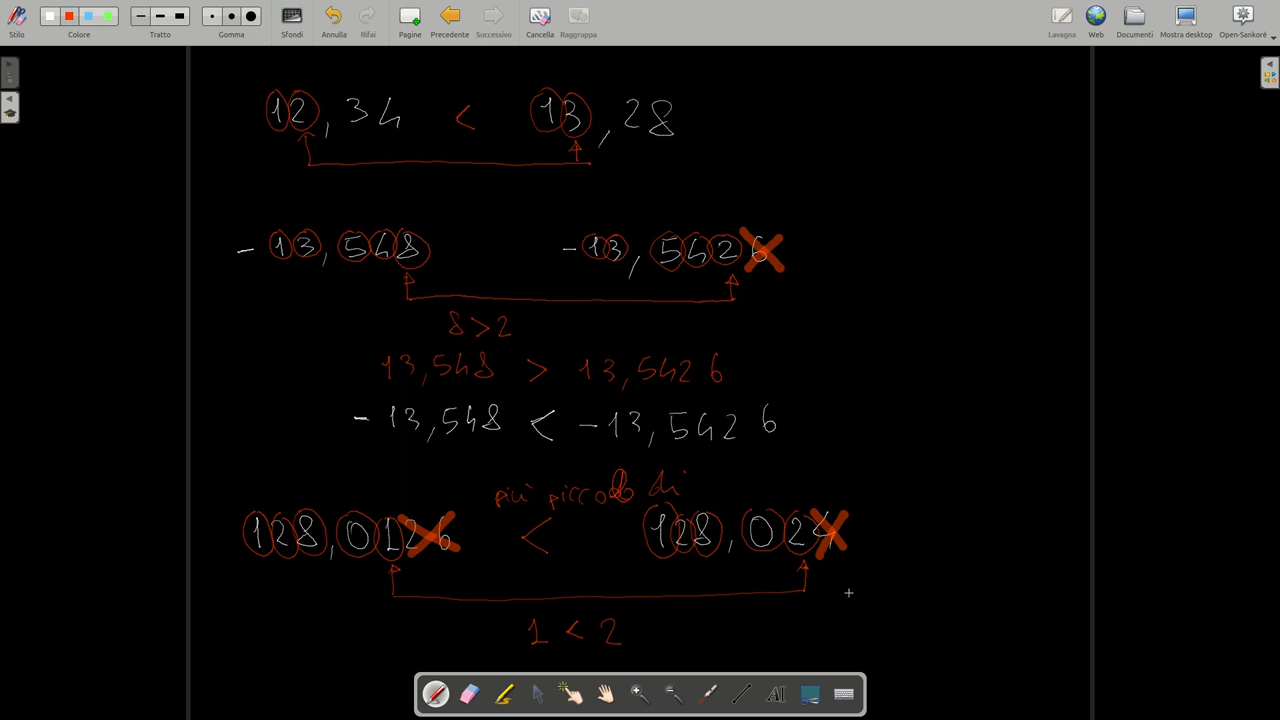 Stilo Colore Tratto Gomma Sfondi Annulla Rifai Pagine Precedente Successivo Cancella Raggruppa Lavagna Web Documenti Mostra desktop Open-Sankoré
12,34 < 13,28
-13,548 -13,5426
8>2
13,548 > 13,5426
-13,548 < -13,5426
più piccolo di
128,0126 < 128,024
1 < 2
AI